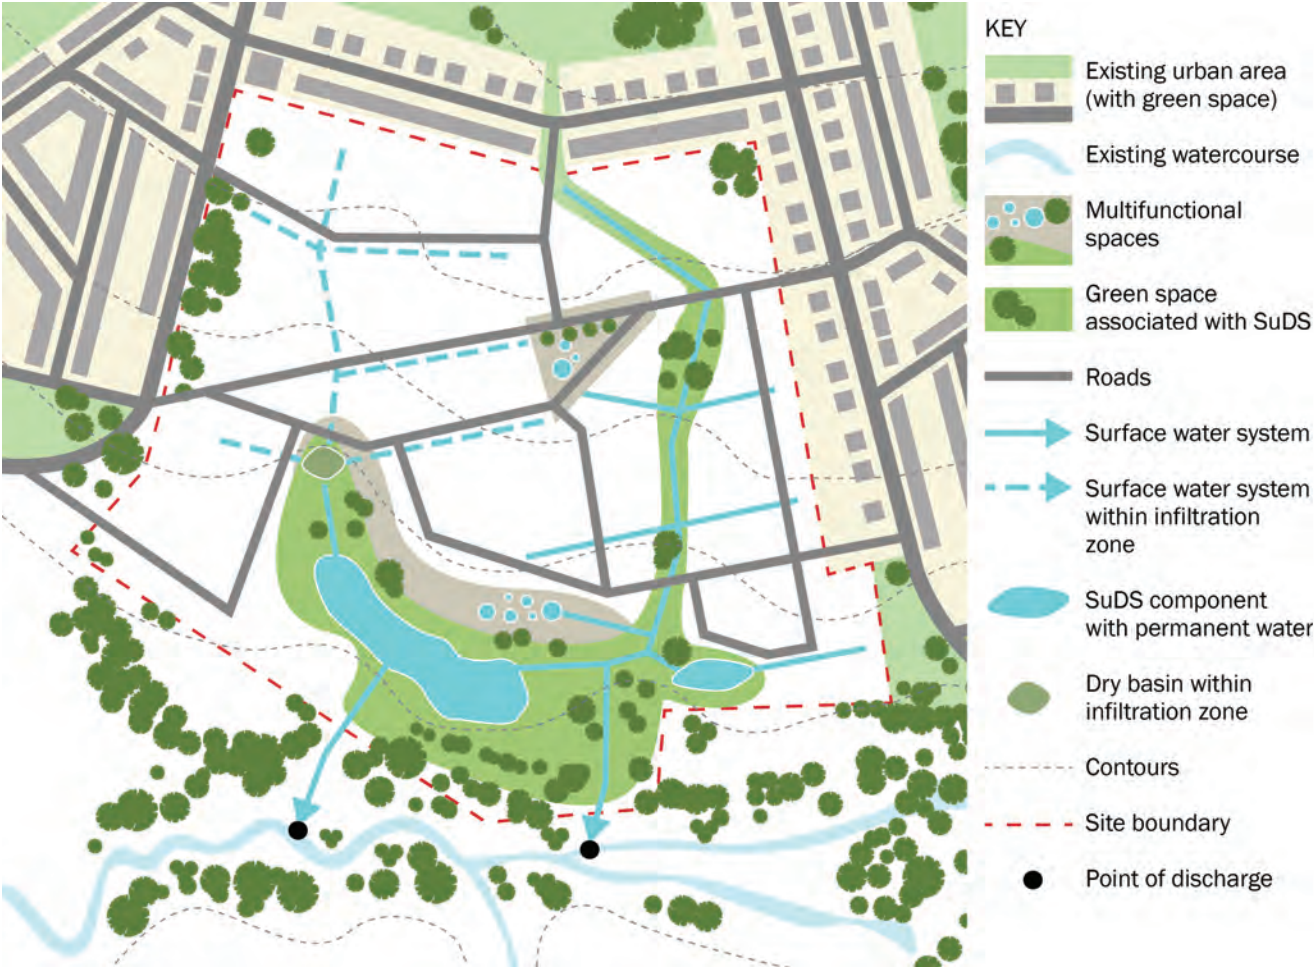 KEY
Existing urban area
(with green space)
Existing watercourse
Multifunctional
spaces
Green space
associated with SuDS
Roads
Surface water system
Surface water system
within infiltration
zone
SuDS component
with permanent water
Dry basin within
infiltration zone
Contours
Site boundary
Point of discharge